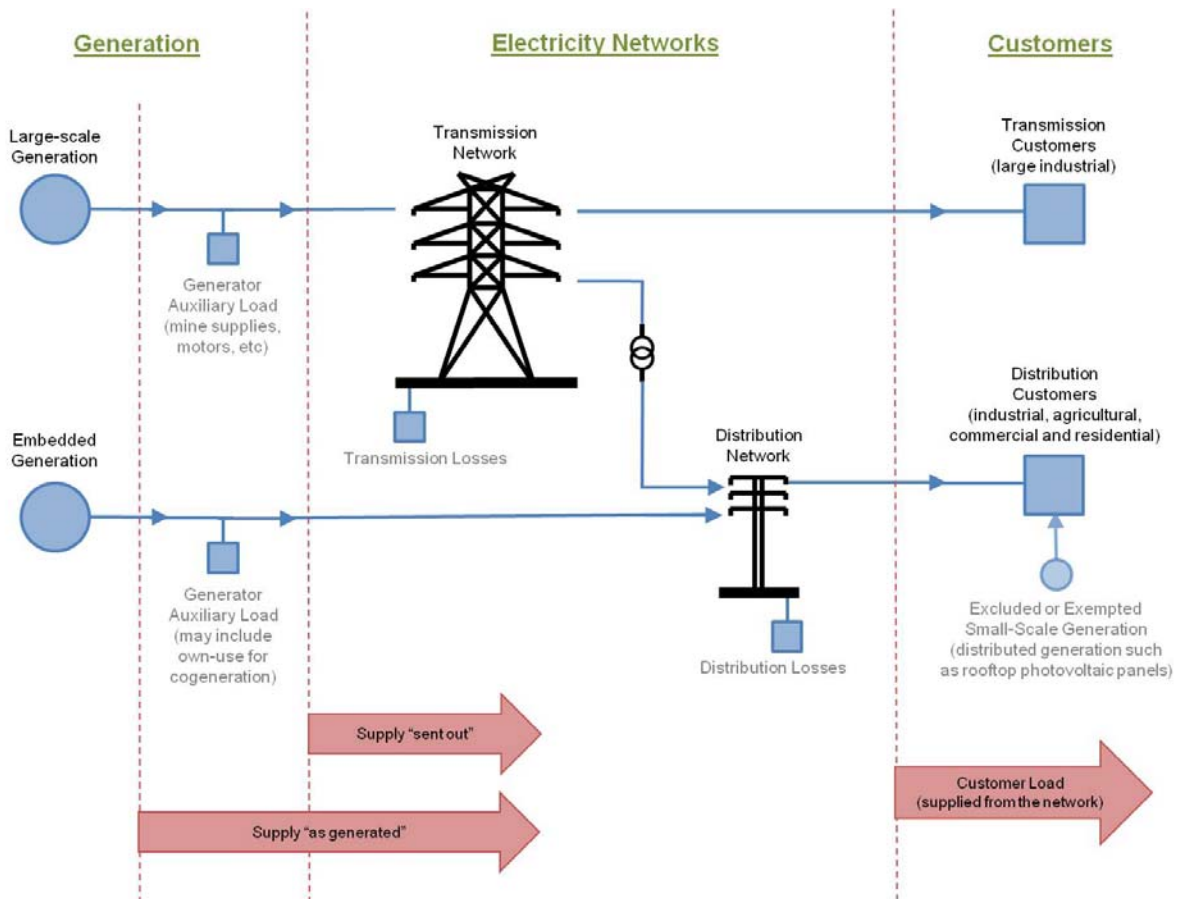 Generation
Electricity Networks
Customers
Large-scale
Generation
Transmission
Network
Transmission
Customers
(large industrial)
Generator
Auxiliary Load
(mine supplies,
motors, etc)
Transmission Losses
Embedded
Generation
Distribution
Network
Distribution
Customers
(industrial, agricultural,
commercial and residential)
Generator
Auxiliary Load
(may include
own-use for
cogeneration)
Distribution Losses
Excluded or Exempted
Small-Scale Generation
(distributed generation such
as rooftop photovoltaic panels)
Supply “sent out”
Supply “as generated”
Customer Load
(supplied from the network)